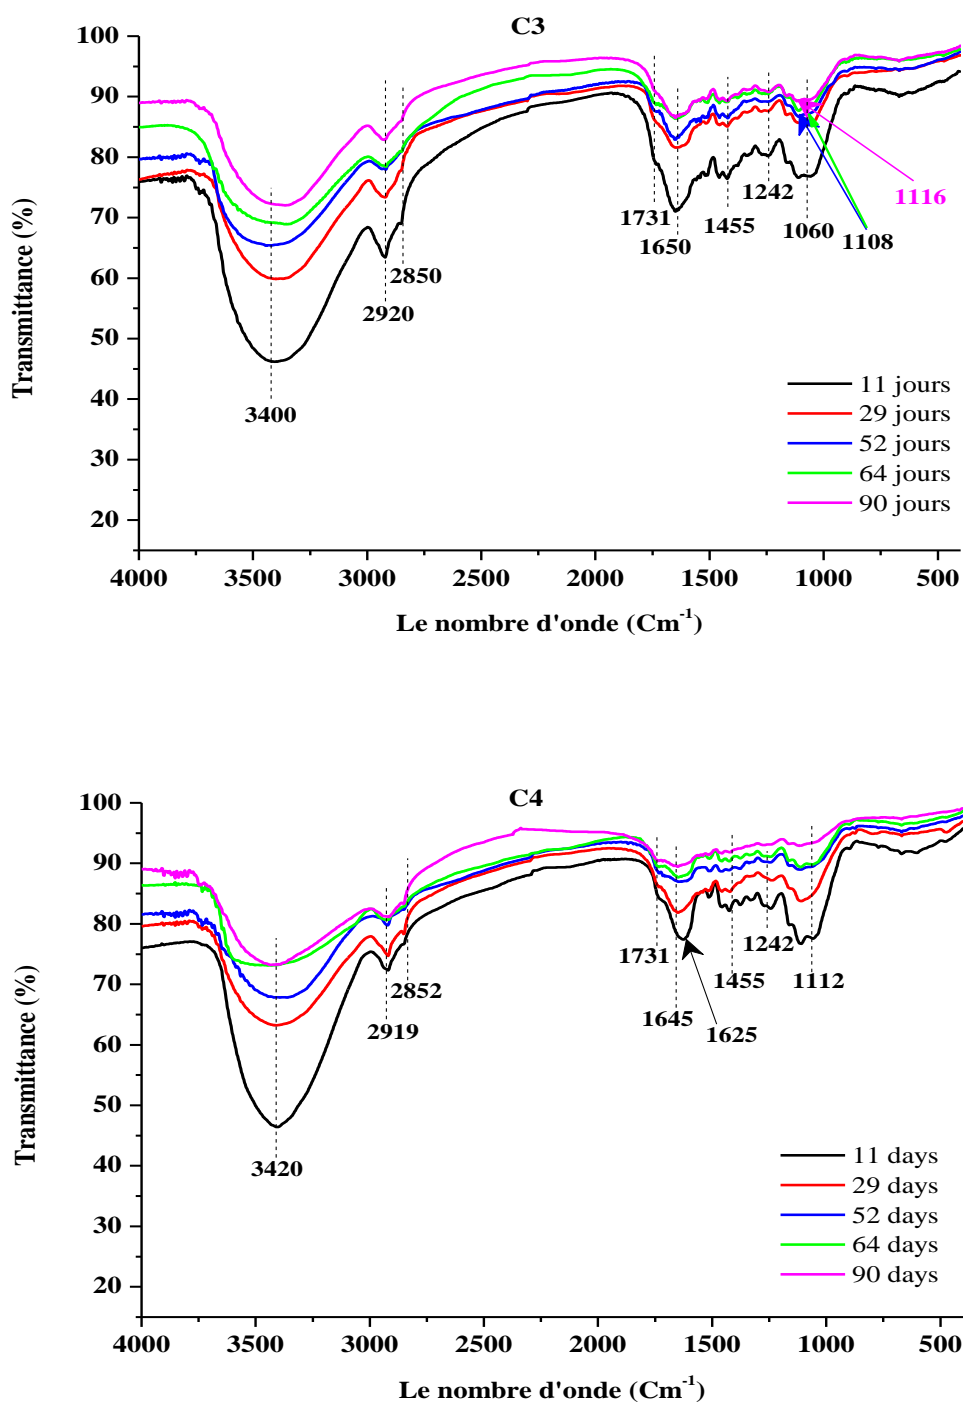 C3
100
90
80
70
60
50
40
30
20
Transmittance (%)
1731
1242
1116
1650
1455
1060
1108
2850
2920
3400
11 jours
29 jours
52 jours
64 jours
90 jours
4000 3500 3000 2500 2000 1500 1000 500
Le nombre d'onde (Cm-1)
C4
100
90
80
70
60
50
40
30
20
Transmittance (%)
1731
1242
1455
1112
2852
2919
1645
1625
3420
11 days
29 days
52 days
64 days
90 days
4000 3500 3000 2500 2000 1500 1000 500
Le nombre d'onde (Cm-1)